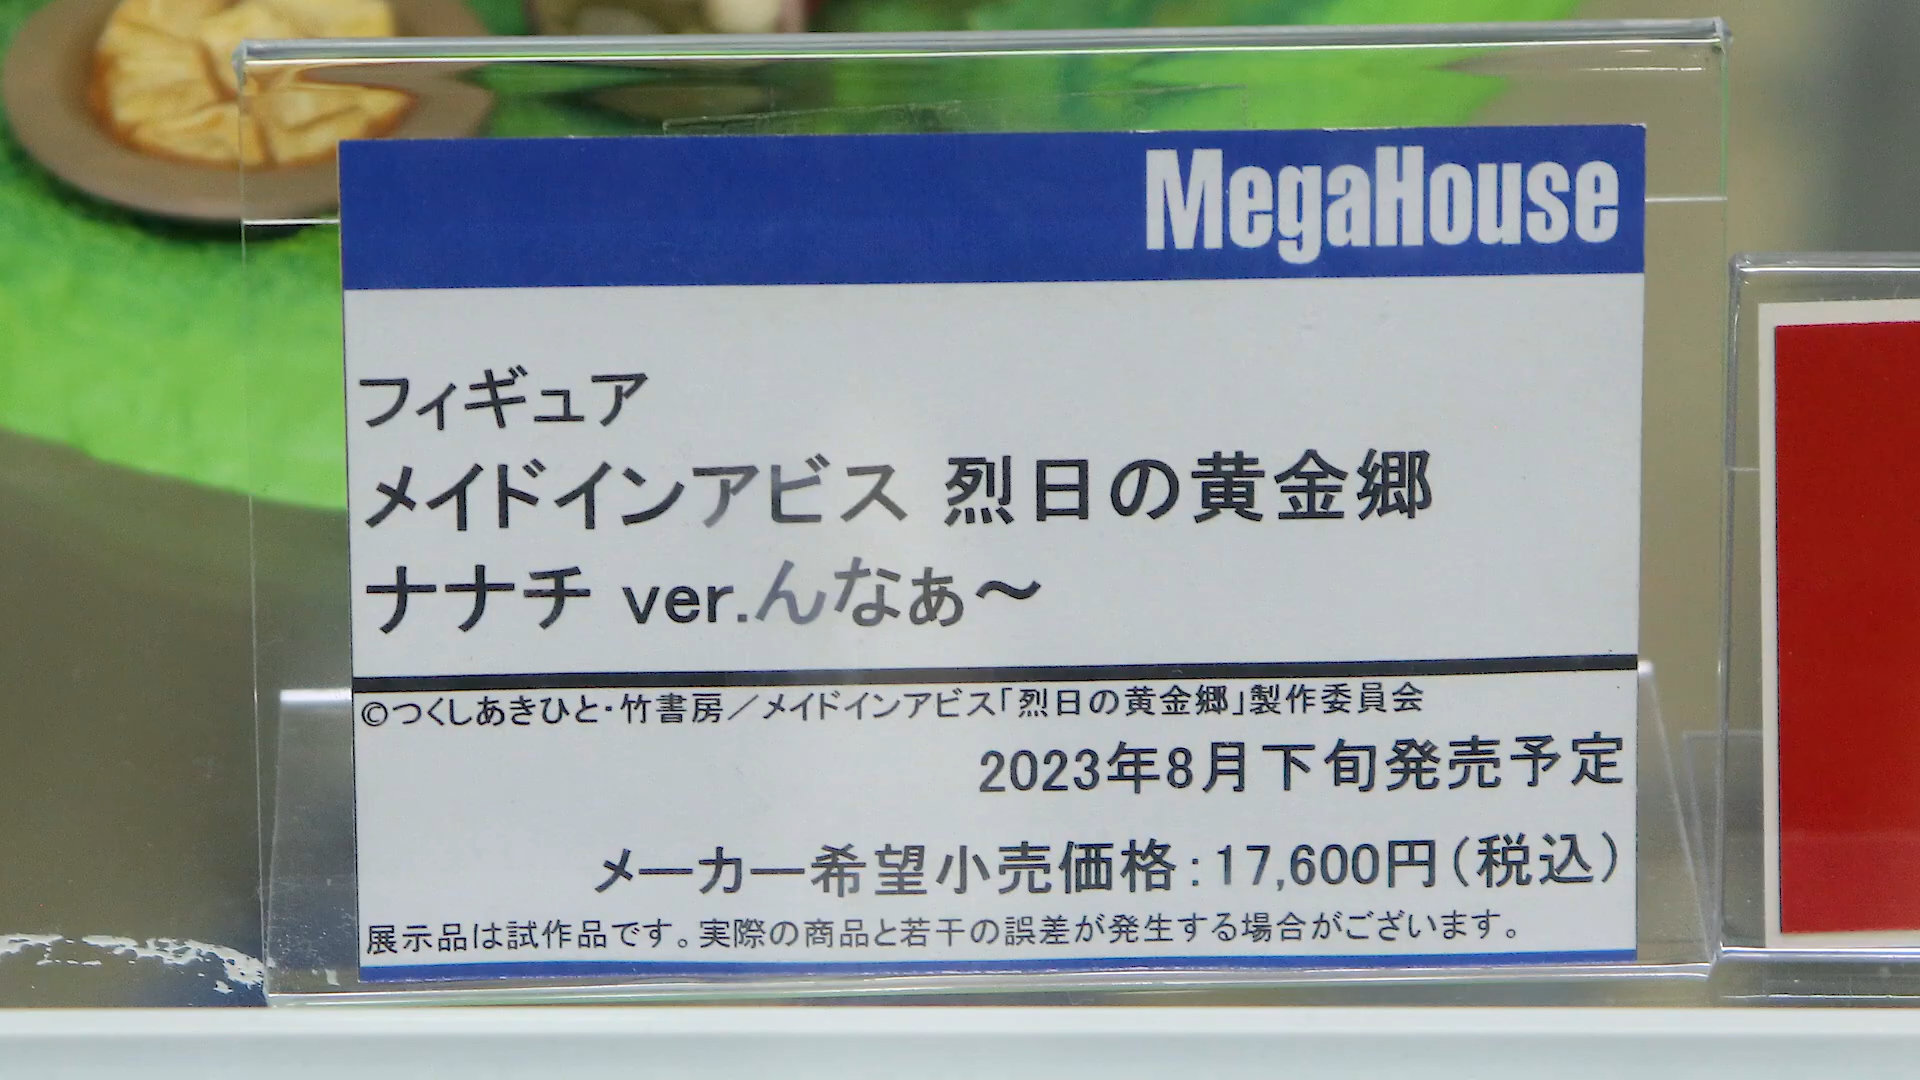 MegaHouse
フィギュア
メイドインアビス 烈日の黄金郷
ナナチ ver.んなぁ～
©つくしあきひと・竹書房／メイドインアビス「烈日の黄金郷」製作委員会
2023年8月下旬発売予定
メーカー希望小売価格：17,600円（税込）
展示品は試作品です。実際の商品と若干の誤差が発生する場合がございます。